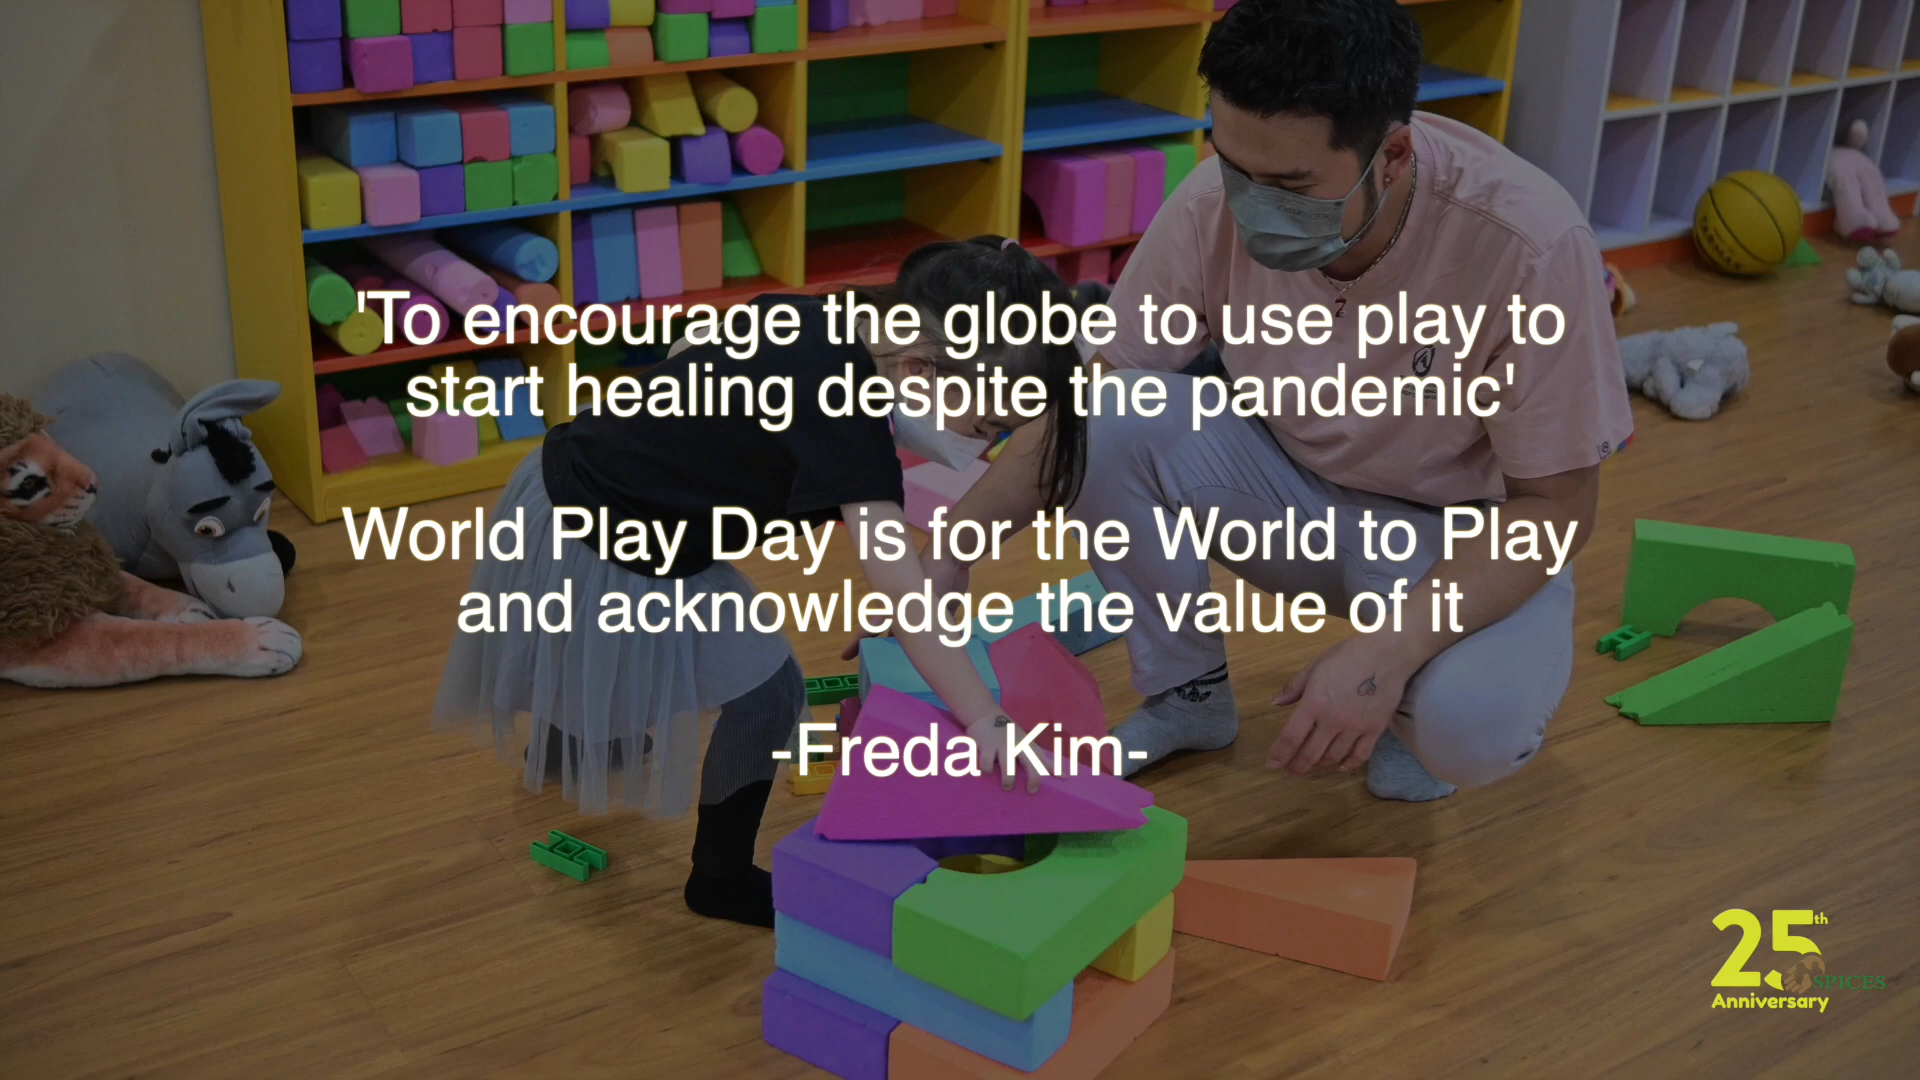 'To encourage the globe to use play to
start healing despite the pandemic'
World Play Day is for the World to Play
and acknowledge the value of it
-Freda Kim-
25th
SPICES
Anniversary